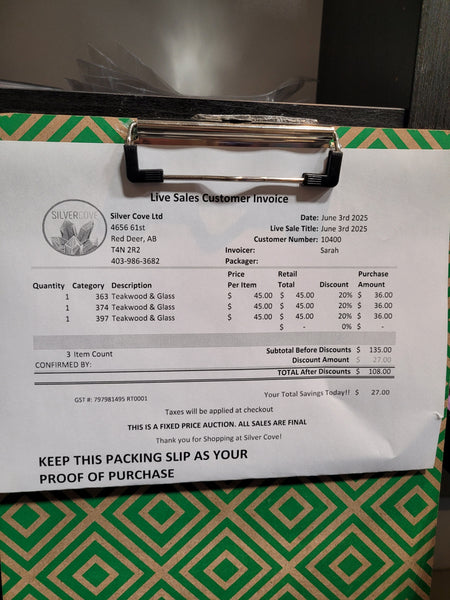 Live Sales Customer Invoice
SILVERCOVE
Silver Cove Ltd
4656 61st
Red Deer, AB
T4N 2R2
403-986-3682
Date: June 3rd 2025
Live Sale Title: June 3rd 2025
Customer Number: 10400
Invoicer: Sarah
Packager:
Quantity Category Description Price Per Item Retail Total Discount Purchase Amount
1 363 Teakwood & Glass $ 45.00 $ 45.00 20% $ 36.00
1 374 Teakwood & Glass $ 45.00 $ 45.00 20% $ 36.00
1 397 Teakwood & Glass $ 45.00 $ 45.00 20% $ 36.00
$ - 0% $ -
3 Item Count Subtotal Before Discounts $ 135.00
CONFIRMED BY: Discount Amount $ 27.00
TOTAL After Discounts $ 108.00
GST #: 797981495 RT0001 Your Total Savings Today!! $ 27.00
Taxes will be applied at checkout
THIS IS A FIXED PRICE AUCTION. ALL SALES ARE FINAL
Thank you for Shopping at Silver Cove!
KEEP THIS PACKING SLIP AS YOUR
PROOF OF PURCHASE